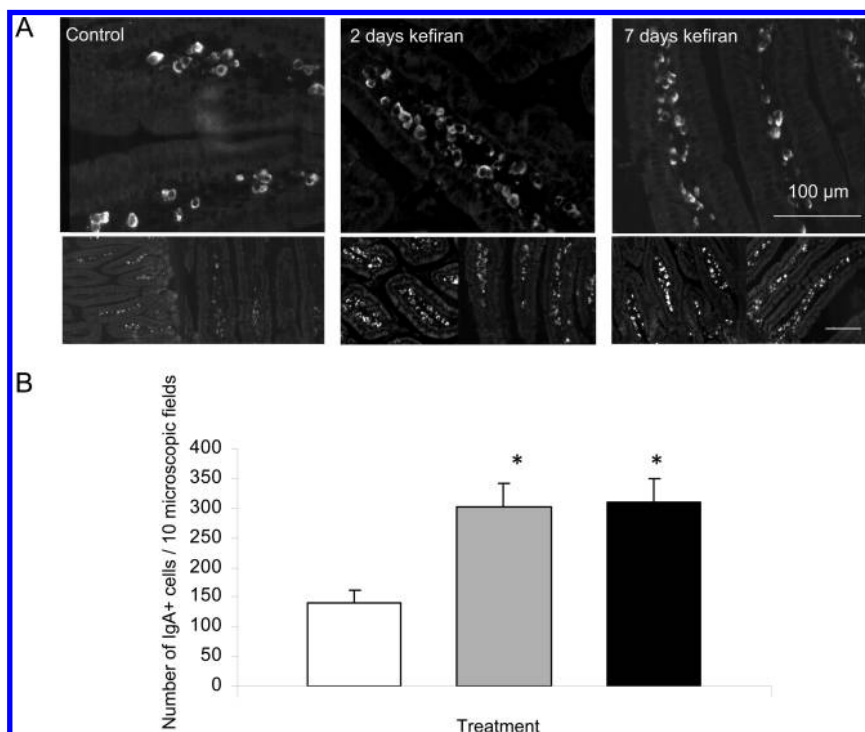 A
Control
2 days kefiran
7 days kefiran
100 µm
B
Number of IgA+ cells / 10 microscopic fields
400
350
300
250
200
150
100
50
0
*
*
Treatment